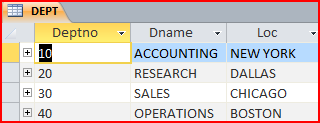 DEPT
Deptno Dname Loc
10 ACCOUNTING NEW YORK
20 RESEARCH DALLAS
30 SALES CHICAGO
40 OPERATIONS BOSTON